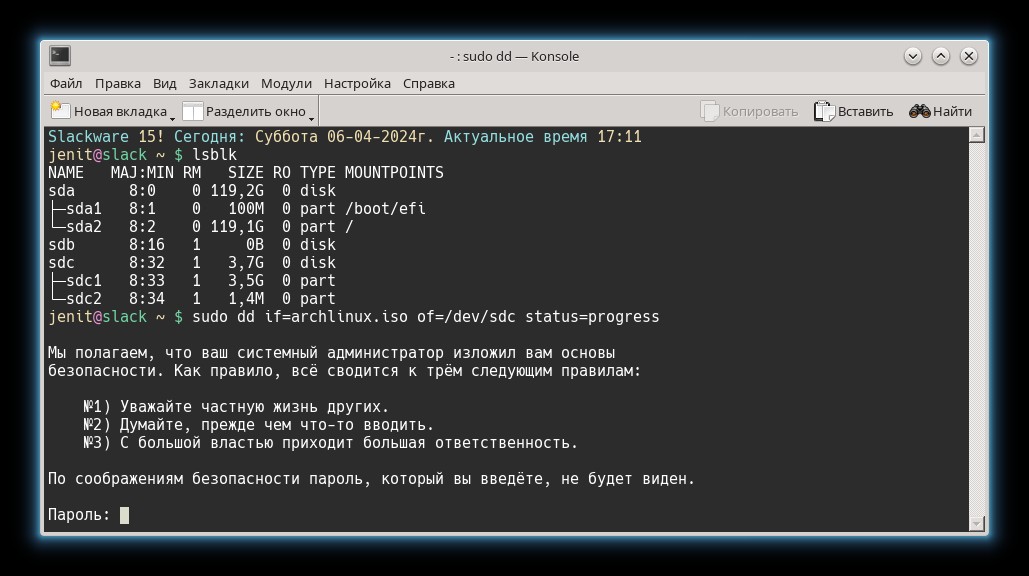 - : sudo dd — Konsole
Файл Правка Вид Закладки Модули Настройка Справка
Новая вкладка Разделить окно Копировать Вставить Найти
Slackware 15! Сегодня: Суббота 06-04-2024г. Актуальное время 17:11
jenit@slack ~ $ lsblk
NAME   MAJ:MIN RM   SIZE RO TYPE MOUNTPOINTS
sda      8:0    0 119,2G  0 disk
├─sda1   8:1    0   100M  0 part /boot/efi
└─sda2   8:2    0 119,1G  0 part /
sdb      8:16   1     0B  0 disk
sdc      8:32   1   3,7G  0 disk
├─sdc1   8:33   1   3,5G  0 part
└─sdc2   8:34   1   1,4M  0 part
jenit@slack ~ $ sudo dd if=archlinux.iso of=/dev/sdc status=progress
Мы полагаем, что ваш системный администратор изложил вам основы
безопасности. Как правило, всё сводится к трём следующим правилам:
№1) Уважайте частную жизнь других.
№2) Думайте, прежде чем что-то вводить.
№3) С большой властью приходит большая ответственность.
По соображениям безопасности пароль, который вы введёте, не будет виден.
Пароль: